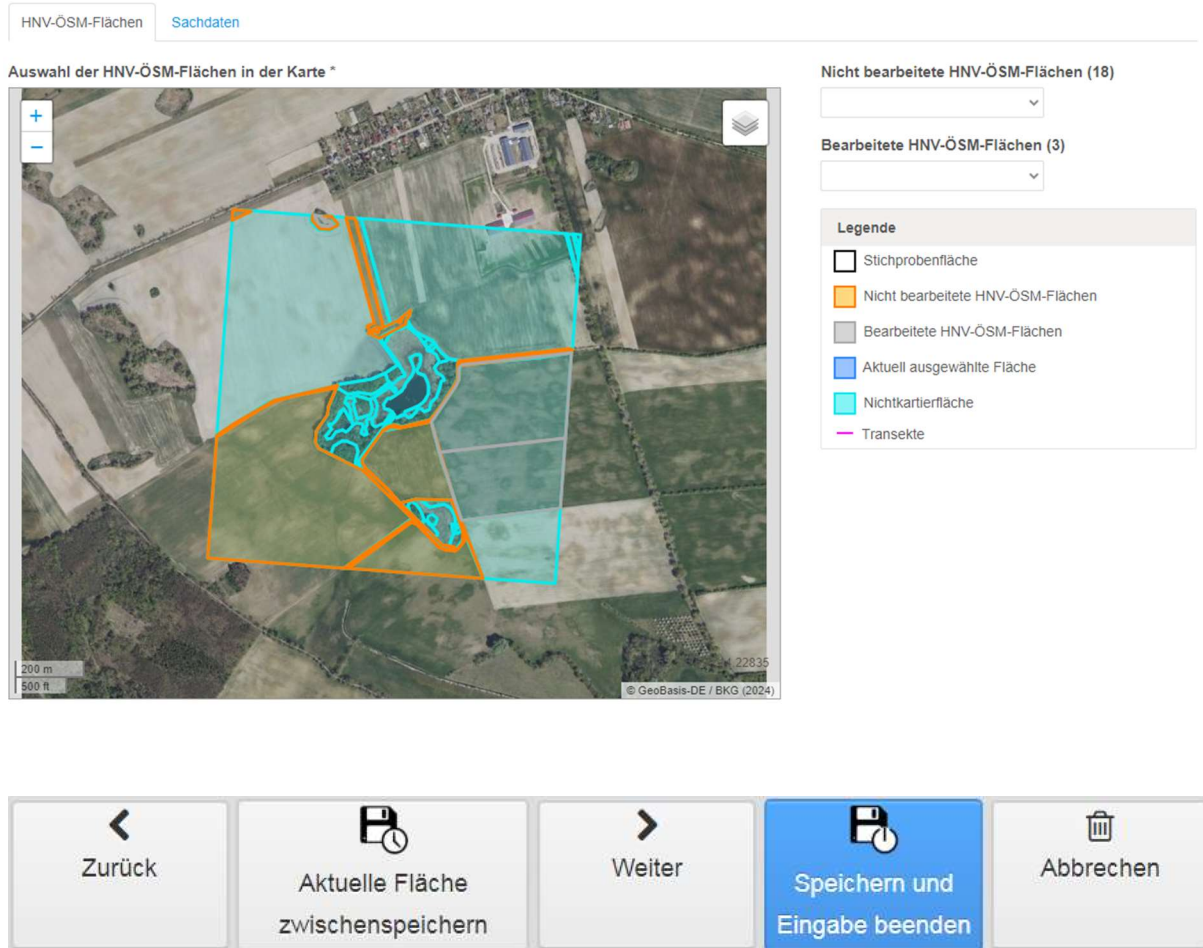 HNV-ÖSM-Flächen Sachdaten
Auswahl der HNV-ÖSM-Flächen in der Karte *
+
−
200 m
500 ft
22835
© GeoBasis-DE / BKG (2024)
Nicht bearbeitete HNV-ÖSM-Flächen (18)
Bearbeitete HNV-ÖSM-Flächen (3)
Legende
Stichprobenfläche
Nicht bearbeitete HNV-ÖSM-Flächen
Bearbeitete HNV-ÖSM-Flächen
Aktuell ausgewählte Fläche
Nichtkartierfläche
Transekte
Zurück
Aktuelle Fläche
zwischenspeichern
Weiter
Speichern und
Eingabe beenden
Abbrechen